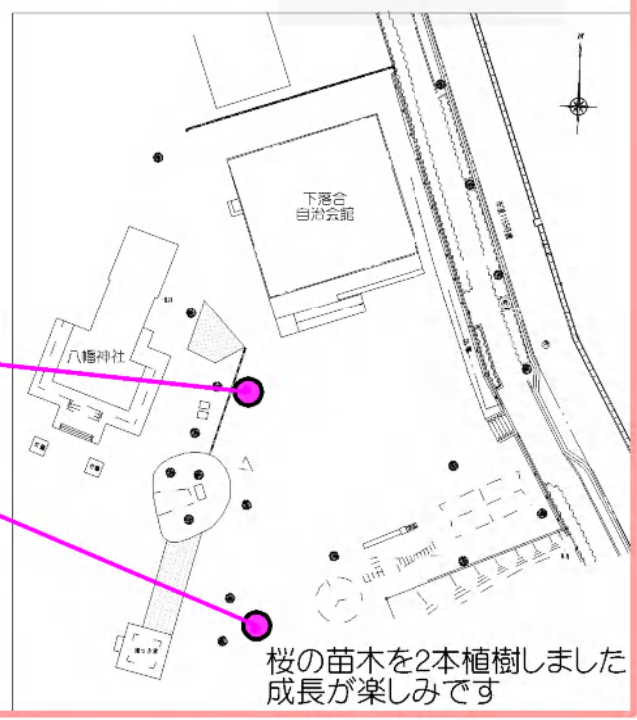 下落合
自治会館
八幡神社
桜の苗木を2本植樹しました
成長が楽しみです